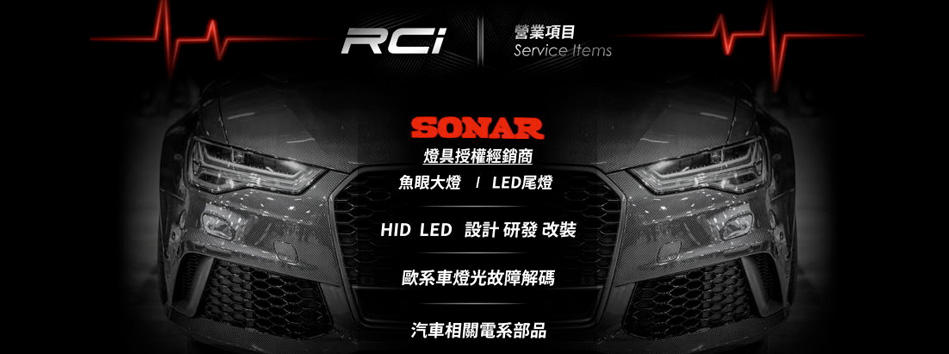 RCi
營業項目
Service Items
SONAR
燈具授權經銷商
魚眼大燈 / LED尾燈
HID LED 設計 研發 改裝
歐系車燈光故障解碼
汽車相關電系部品